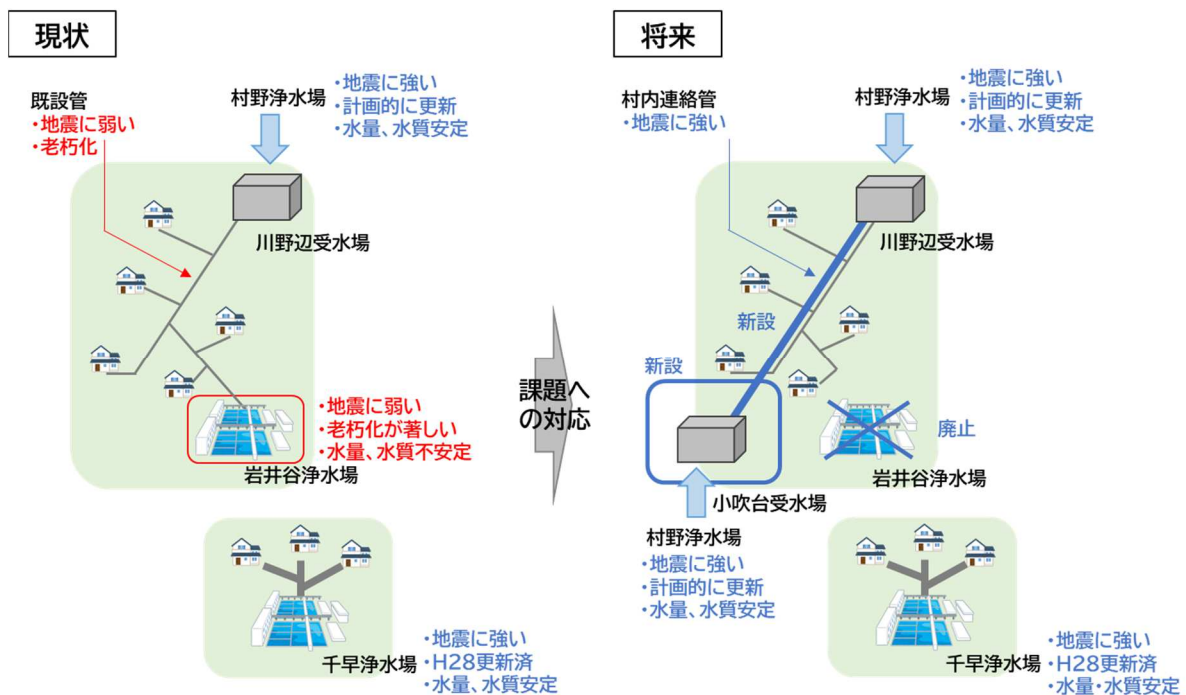 現状
既設管
・地震に弱い
・老朽化
村野浄水場
・地震に強い
・計画的に更新
・水量、水質安定
川野辺受水場
・地震に弱い
・老朽化が著しい
・水量、水質不安定
岩井谷浄水場
千早浄水場
・地震に強い
・H28更新済
・水量、水質安定
課題へ
の対応
将来
村内連絡管
・地震に強い
村野浄水場
・地震に強い
・計画的に更新
・水量、水質安定
川野辺受水場
新設
新設
廃止
岩井谷浄水場
小吹台受水場
村野浄水場
・地震に強い
・計画的に更新
・水量、水質安定
千早浄水場
・地震に強い
・H28更新済
・水量・水質安定